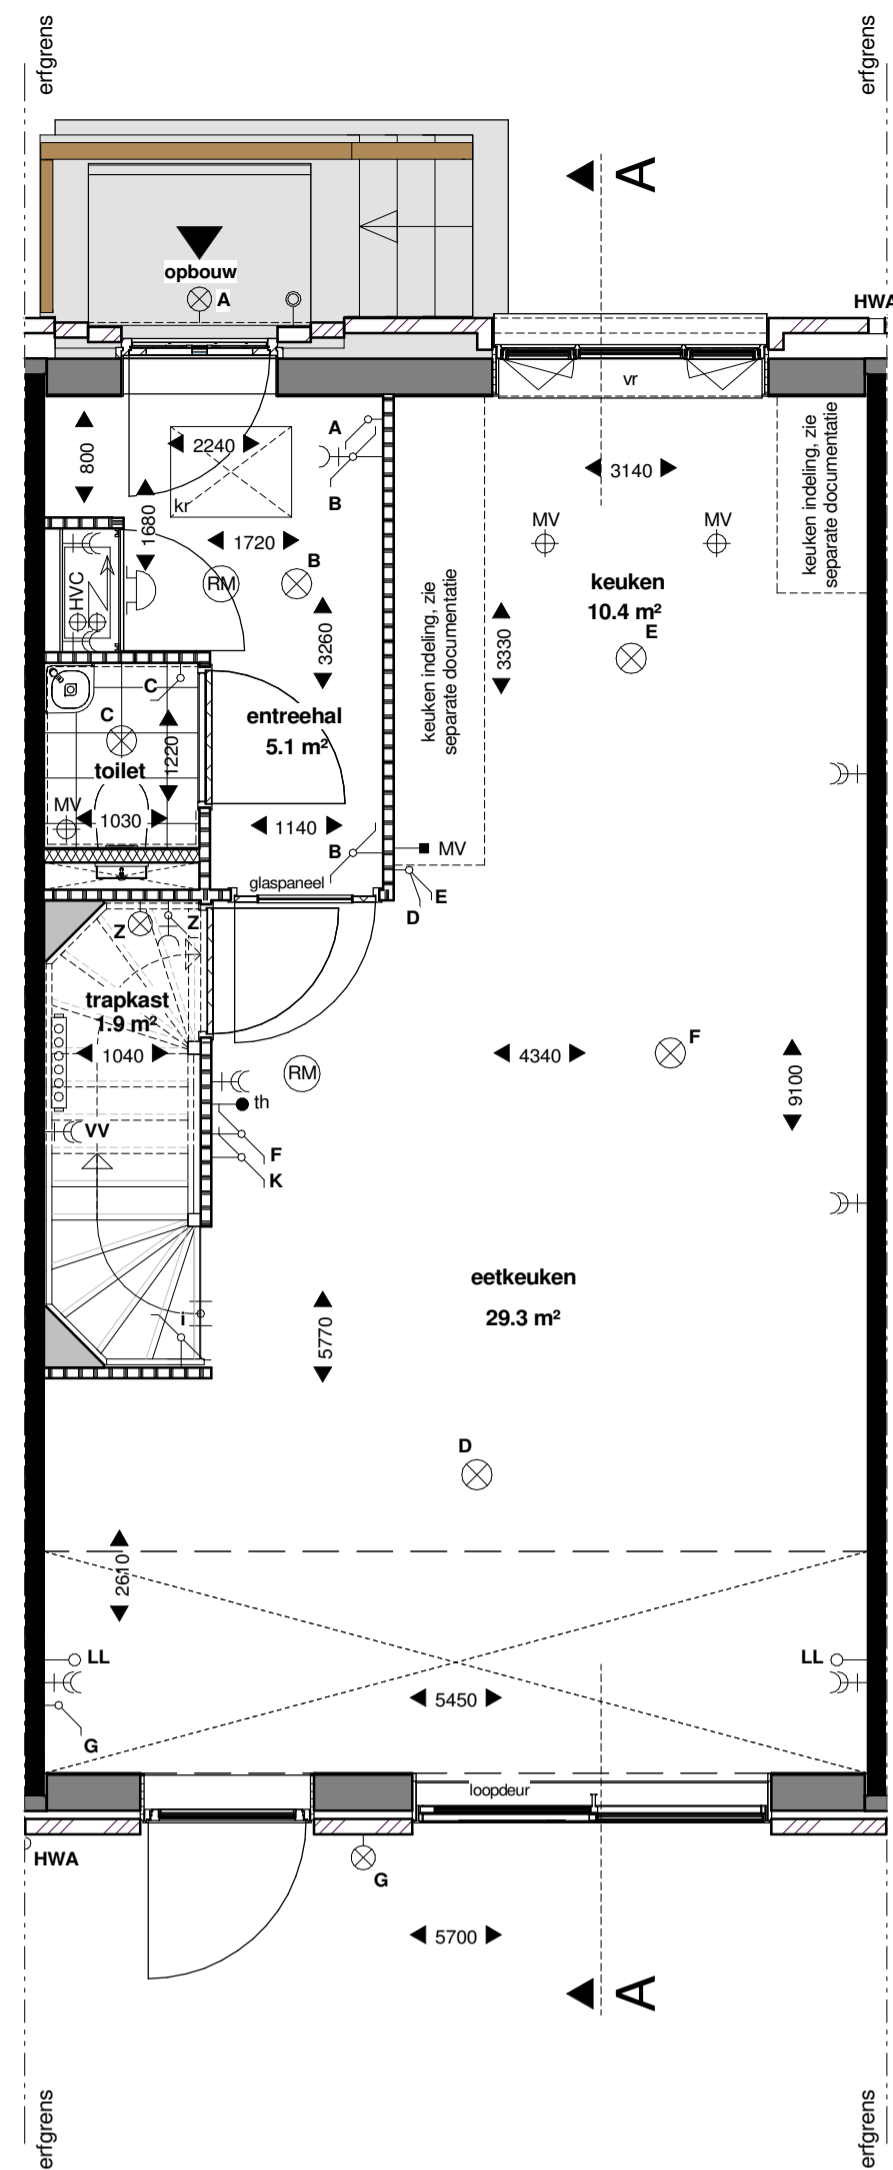 erfgrens
erfgrens
A
opbouw
A
HWA
vr
800
2240
A
B
3140
keuken indeling, zie
separate documentatie
kr
1680
1720
MV
MV
HVC
RM
B
keuken
10.4 m²
E
3260
3330
keuken indeling, zie
separate documentatie
C
C
entreehal
5.1 m²
1220
toilet
MV
1030
1140
B
MV
glaspaneel
E
D
Z
Z
trapkast
1.9 m²
1040
RM
th
4340
F
9100
VV
F
K
eetkeuken
29.3 m²
i
5770
D
2610
LL
LL
5450
G
loopdeur
HWA
G
5700
A
erfgrens
erfgrens